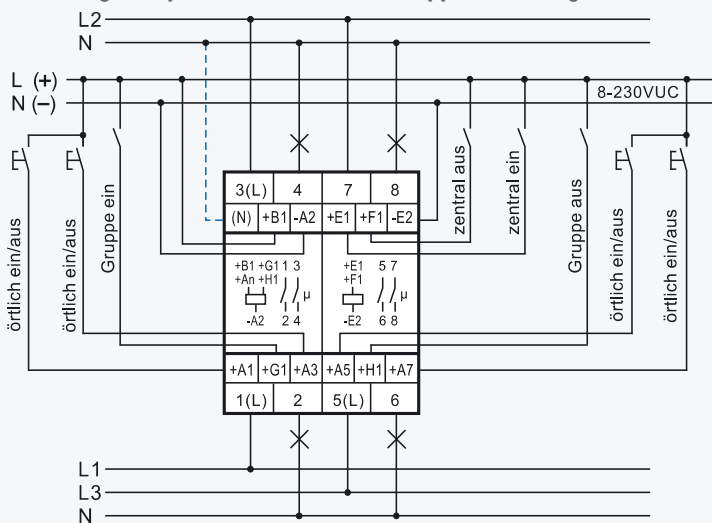 L2
N
L (+)
N (−)
8-230VUC
örtlich ein/aus
örtlich ein/aus
Gruppe ein
zentral aus
zentral ein
Gruppe aus
örtlich ein/aus
örtlich ein/aus
3(L) 4 7 8
(N) +B1 -A2 +E1 +F1 -E2
+B1 +G1 1 3
+An +H1
µ
-A2 2 4
+E1 5 7
+F1
µ
-E2 6 8
+A1 +G1 +A3 +A5 +H1 +A7
1(L) 2 5(L) 6
L1
L3
N